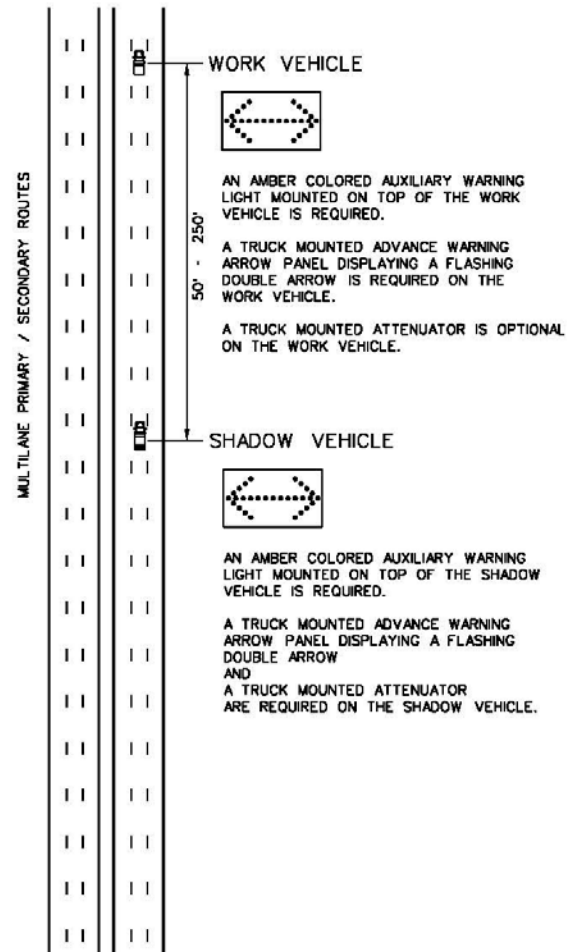 MULTILANE PRIMARY / SECONDARY ROUTES
WORK VEHICLE
AN AMBER COLORED AUXILIARY WARNING
LIGHT MOUNTED ON TOP OF THE WORK
VEHICLE IS REQUIRED.
A TRUCK MOUNTED ADVANCE WARNING
ARROW PANEL DISPLAYING A FLASHING
DOUBLE ARROW IS REQUIRED ON THE
WORK VEHICLE.
A TRUCK MOUNTED ATTENUATOR IS OPTIONAL
ON THE WORK VEHICLE.
50' - 250'
SHADOW VEHICLE
AN AMBER COLORED AUXILIARY WARNING
LIGHT MOUNTED ON TOP OF THE SHADOW
VEHICLE IS REQUIRED.
A TRUCK MOUNTED ADVANCE WARNING
ARROW PANEL DISPLAYING A FLASHING
DOUBLE ARROW
AND
A TRUCK MOUNTED ATTENUATOR
ARE REQUIRED ON THE SHADOW VEHICLE.